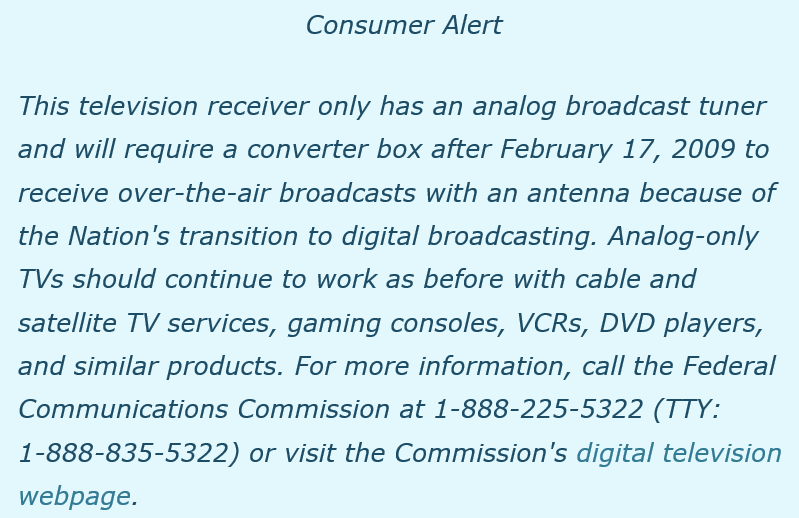 Consumer Alert
This television receiver only has an analog broadcast tuner
and will require a converter box after February 17, 2009 to
receive over-the-air broadcasts with an antenna because of
the Nation's transition to digital broadcasting. Analog-only
TVs should continue to work as before with cable and
satellite TV services, gaming consoles, VCRs, DVD players,
and similar products. For more information, call the Federal
Communications Commission at 1-888-225-5322 (TTY:
1-888-835-5322) or visit the Commission's digital television
webpage.